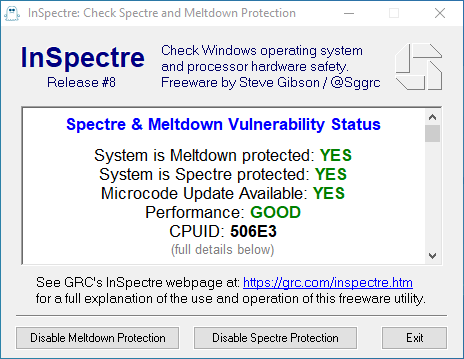 InSpectre: Check Spectre and Meltdown Protection
InSpectre
Release #8
Check Windows operating system
and processor hardware safety.
Freeware by Steve Gibson / @Sggrc
Spectre & Meltdown Vulnerability Status
System is Meltdown protected: YES
System is Spectre protected: YES
Microcode Update Available: YES
Performance: GOOD
CPUID: 506E3
(full details below)
See GRC's InSpectre webpage at: https://grc.com/inspectre.htm
for a full explanation of the use and operation of this freeware utility.
Disable Meltdown Protection
Disable Spectre Protection
Exit